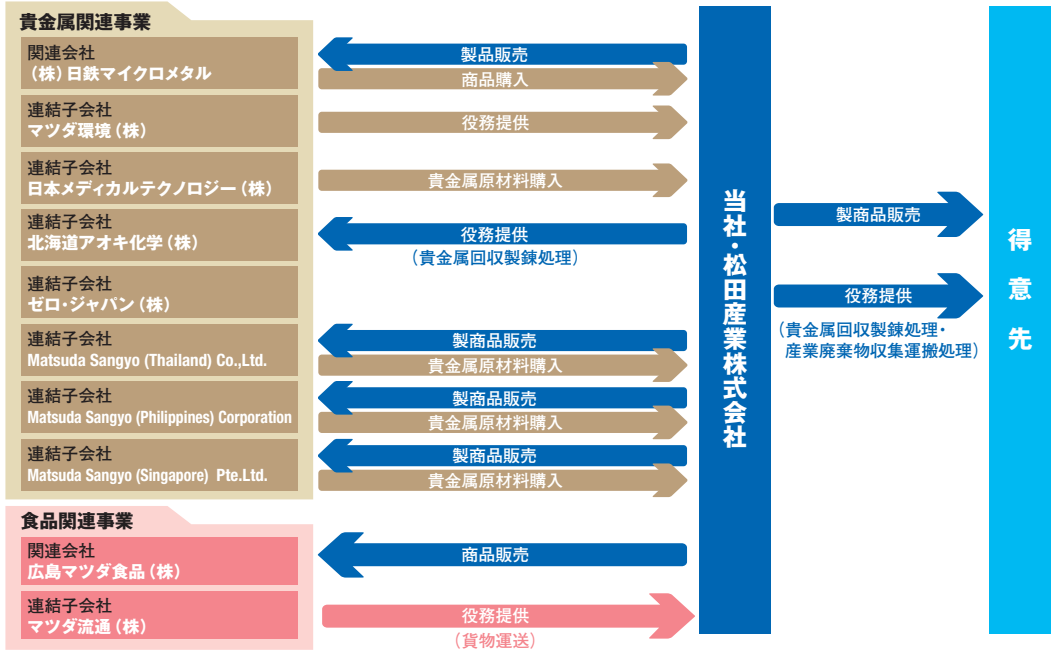 貴金属関連事業
関連会社
(株)日鉄マイクロメタル
製品販売
商品購入
連結子会社
マツダ環境(株)
役務提供
連結子会社
日本メディカルテクノロジー(株)
貴金属原材料購入
連結子会社
北海道アオキ化学(株)
役務提供
(貴金属回収製錬処理)
連結子会社
ゼロ・ジャパン(株)
連結子会社
Matsuda Sangyo (Thailand) Co.,Ltd.
製商品販売
貴金属原材料購入
連結子会社
Matsuda Sangyo (Philippines) Corporation
製商品販売
貴金属原材料購入
連結子会社
Matsuda Sangyo (Singapore) Pte.Ltd.
製商品販売
貴金属原材料購入
食品関連事業
関連会社
広島マツダ食品(株)
商品販売
連結子会社
マツダ流通(株)
役務提供
(貨物運送)
当社・松田産業株式会社
製商品販売
役務提供
(貴金属回収製錬処理・
産業廃棄物収集運搬処理)
得意先